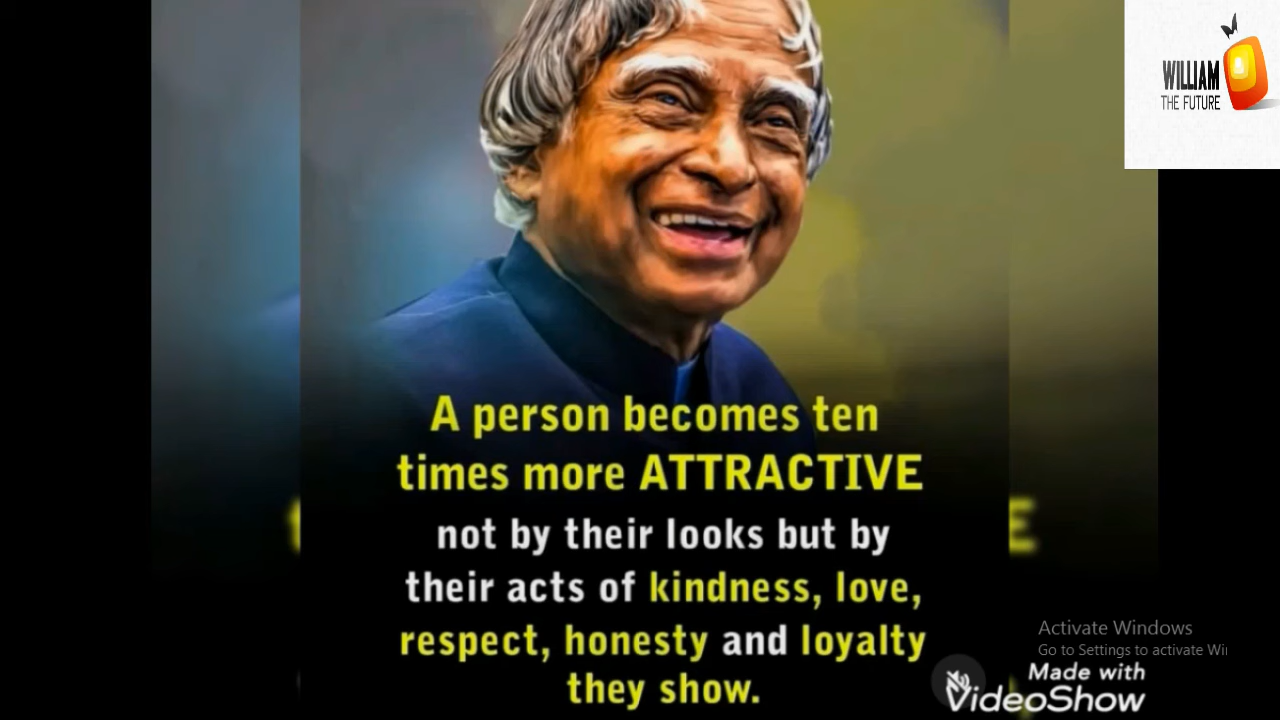 WILLIAM
THE FUTURE
A person becomes ten
times more ATTRACTIVE
not by their looks but by
their acts of kindness, love,
respect, honesty and loyalty
they show.
Activate Windows
Go to Settings to activate Wi
Made with
VideoShow